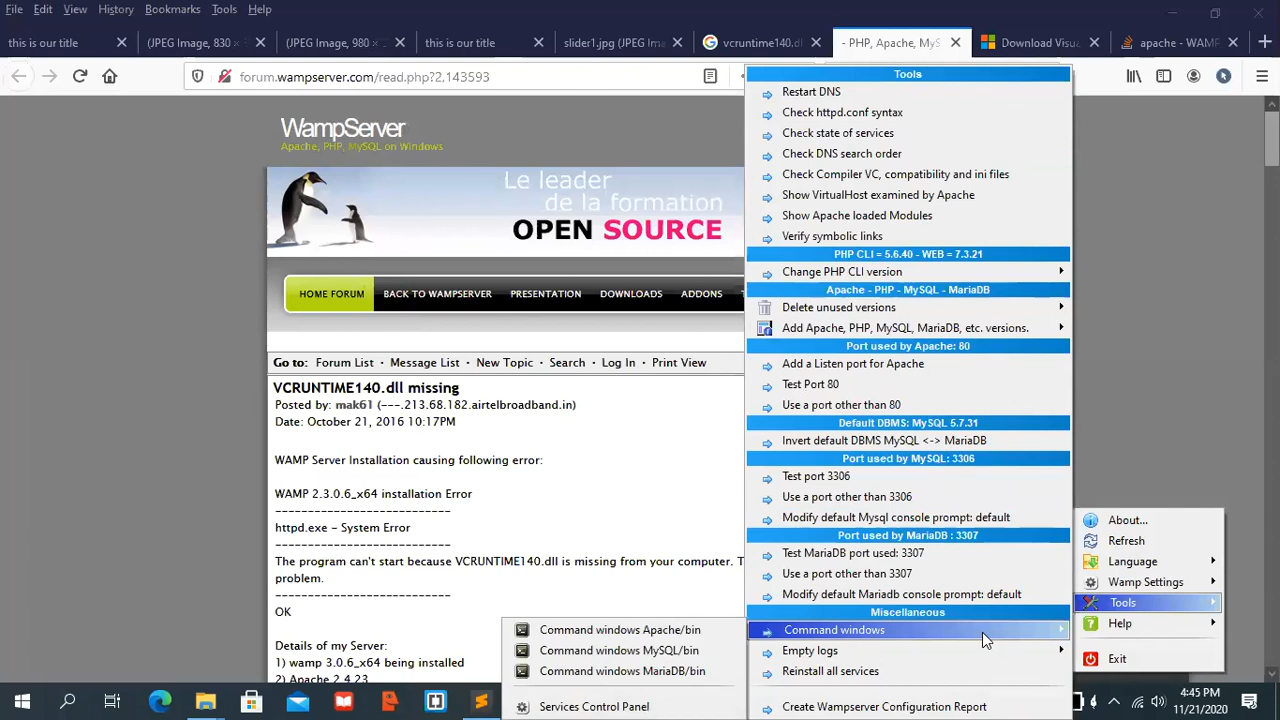 File Edit View History Bookmarks Tools Help
this is our title
(JPEG Image, 830 ×
(JPEG Image, 980 ×
this is our title
slider1.jpg (JPEG Im
vcruntime140.dl
- PHP, Apache, MyS
Download Visua
apache - WAMP
forum.wampserver.com/read.php?2,143593
WampServer
Apache, PHP, MySQL on Windows
Le leader
de la formation
OPEN SOURCE
HOME FORUM BACK TO WAMPSERVER PRESENTATION DOWNLOADS ADDONS
Go to: Forum List • Message List • New Topic • Search • Log In • Print View
VCRUNTIME140.dll missing
Posted by: mak61 (---.213.68.182.airtelbroadband.in)
Date: October 21, 2016 10:17PM
WAMP Server Installation causing following error:
WAMP 2.3.0.6_x64 installation Error
---------------------------
httpd.exe - System Error
---------------------------
The program can't start because VCRUNTIME140.dll is missing from your computer. T
problem.
---------------------------
OK
Details of my Server:
1) wamp 3.0.6_x64 being installed
2) Apache 2.4.23
Tools
Restart DNS
Check httpd.conf syntax
Check state of services
Check DNS search order
Check Compiler VC, compatibility and ini files
Show VirtualHost examined by Apache
Show Apache loaded Modules
Verify symbolic links
PHP CLI = 5.6.40 - WEB = 7.3.21
Change PHP CLI version
Apache - PHP - MySQL - MariaDB
Delete unused versions
Add Apache, PHP, MySQL, MariaDB, etc. versions.
Port used by Apache: 80
Add a Listen port for Apache
Test Port 80
Use a port other than 80
Default DBMS: MySQL 5.7.31
Invert default DBMS MySQL <-> MariaDB
Port used by MySQL: 3306
Test port 3306
Use a port other than 3306
Modify default Mysql console prompt: default
Port used by MariaDB : 3307
Test MariaDB port used: 3307
Use a port other than 3307
Modify default Mariadb console prompt: default
Miscellaneous
Command windows
Empty logs
Reinstall all services
Create Wampserver Configuration Report
Command windows Apache/bin
Command windows MySQL/bin
Command windows MariaDB/bin
Services Control Panel
About...
Refresh
Language
Wamp Settings
Tools
Help
Exit
4:45 PM
11/21/2020